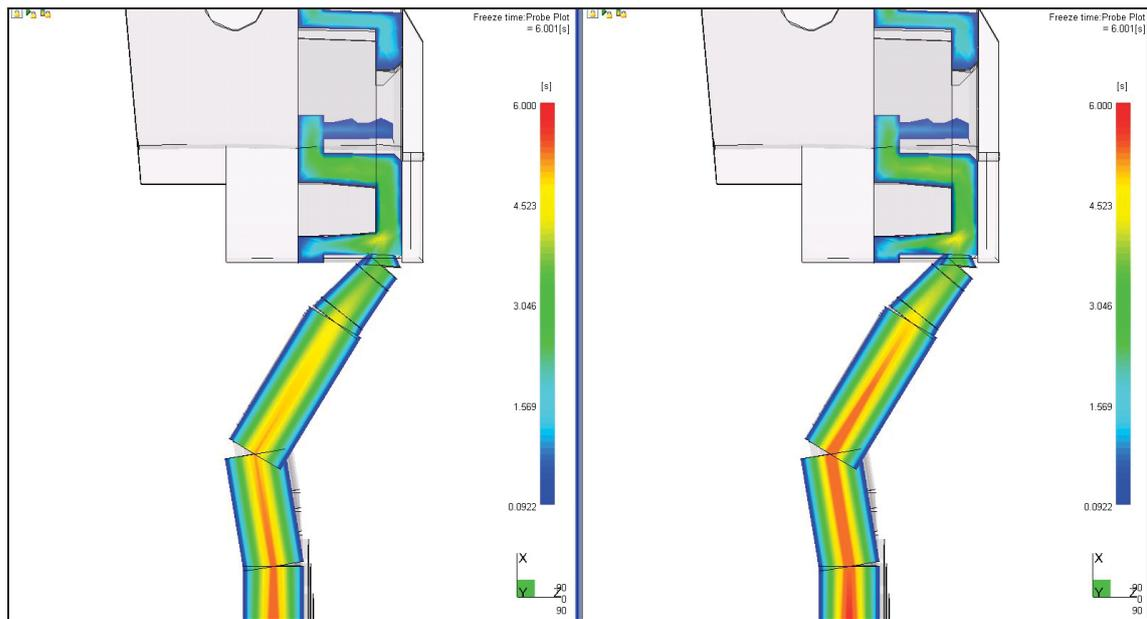 Freeze time:Probe Plot
= 6.001[s]
[s]
6.000
4.523
3.046
1.569
0.0922
X
Y Z
-90
0
90
Freeze time:Probe Plot
= 6.001[s]
[s]
6.000
4.523
3.046
1.569
0.0922
X
Y Z
-90
0
90